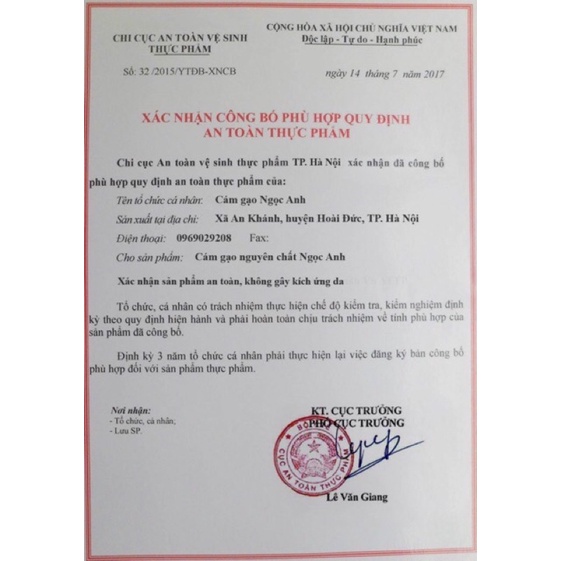 CHI CỤC AN TOÀN VỆ SINH
THỰC PHẨM
CỘNG HÒA XÃ HỘI CHỦ NGHĨA VIỆT NAM
Độc lập - Tự do - Hạnh phúc
Số: 32 /2015/YTĐB-XNCB
ngày 14 tháng 7 năm 2017
XÁC NHẬN CÔNG BỐ PHÙ HỢP QUY ĐỊNH
AN TOÀN THỰC PHẨM
Chi cục An toàn vệ sinh thực phẩm TP. Hà Nội xác nhận đã công bố
phù hợp quy định an toàn thực phẩm của:
Tên tổ chức cá nhân: Cám gạo Ngọc Anh
Sản xuất tại địa chỉ: Xã An Khánh, huyện Hoài Đức, TP. Hà Nội
Điện thoại: 0969029208 Fax:
Cho sản phẩm: Cám gạo nguyên chất Ngọc Anh
Xác nhận sản phẩm an toàn, không gây kích ứng da
Tổ chức, cá nhân có trách nhiệm thực hiện chế độ kiểm tra, kiểm nghiệm định
kỳ theo quy định hiện hành và phải hoàn toàn chịu trách nhiệm về tính phù hợp của
sản phẩm đã công bố.
Định kỳ 3 năm tổ chức cá nhân phải thực hiện lại việc đăng ký bản công bố
phù hợp đối với sản phẩm thực phẩm.
Nơi nhận:
- Tổ chức, cá nhân;
- Lưu SP.
KT. CỤC TRƯỞNG
PHÓ CỤC TRƯỞNG
CỤC AN TOÀN THỰC PHẨM
Lê Văn Giang